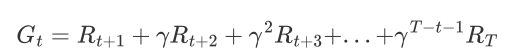 G_t = R_{t+1} + γR_{t+2} + γ^2R_{t+3}+…+γ^{T−t−1}R_T